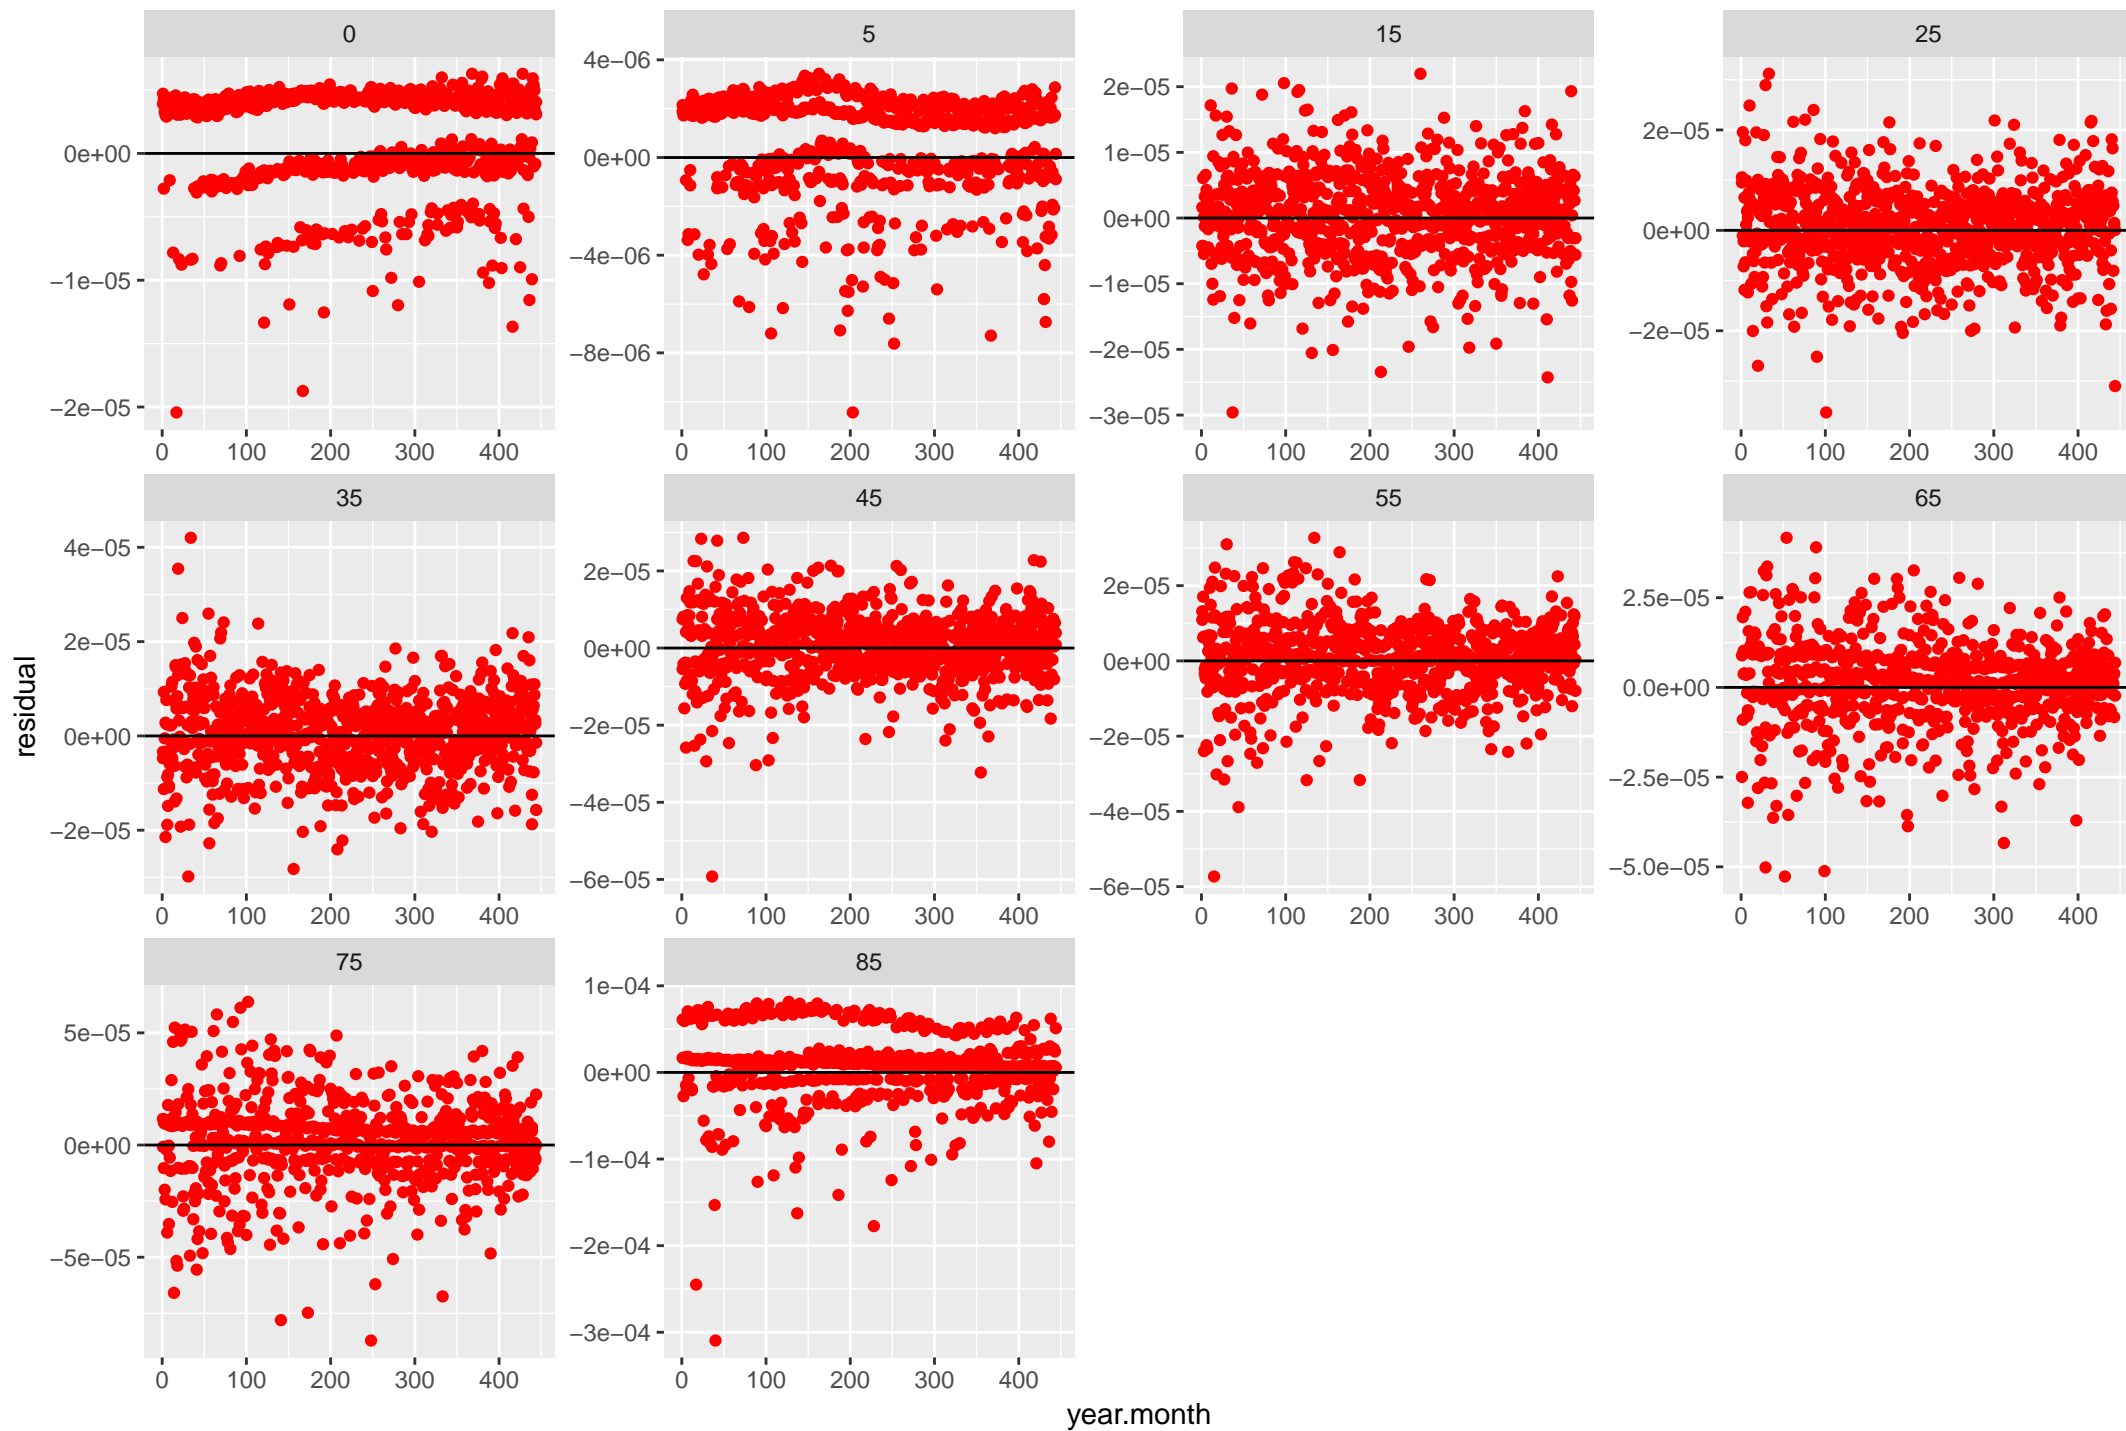 0 5 15 25
4e−06
2e−05
2e−05
0e+00
0e+00
1e−05
0e+00
0e+00
−4e−06
−1e−05
−1e−05
−2e−05
−8e−06
−2e−05
−2e−05
−3e−05
0 100 200 300 400 0 100 200 300 400 0 100 200 300 400 0 100 200 300 400
35 45 55 65
4e−05
2e−05
2e−05
2.5e−05
2e−05
0e+00
0e+00
0.0e+00
0e+00
−2e−05
−2e−05
−2.5e−05
−2e−05
−4e−05
−4e−05
−5.0e−05
−6e−05
−6e−05
0 100 200 300 400 0 100 200 300 400 0 100 200 300 400 0 100 200 300 400
residual
75 85
1e−04
5e−05
0e+00
0e+00
−1e−04
−5e−05
−2e−04
−3e−04
0 100 200 300 400 0 100 200 300 400
year.month